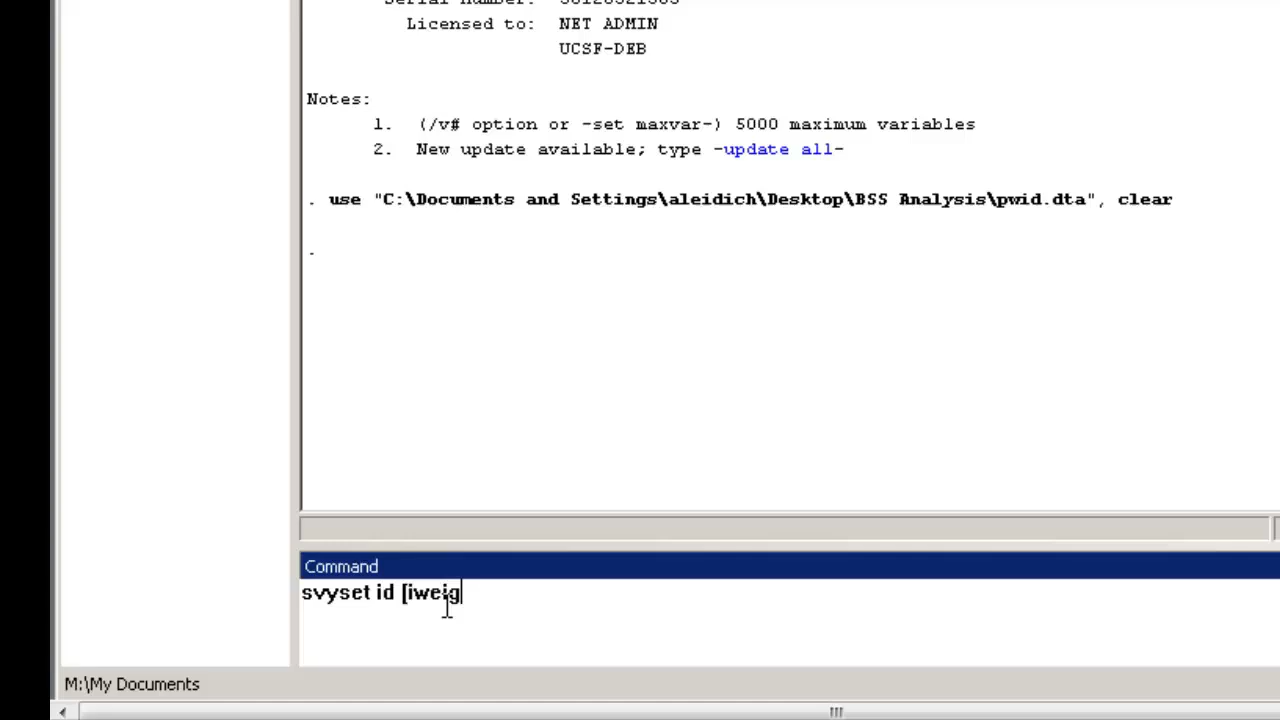 Licensed to: NET ADMIN
UCSF-DEB
Notes:
1. (/v# option or -set maxvar-) 5000 maximum variables
2. New update available; type -update all-
. use "C:\Documents and Settings\aleidich\Desktop\BSS Analysis\pwid.dta", clear
.
Command
svyset id [iweig
M:\My Documents